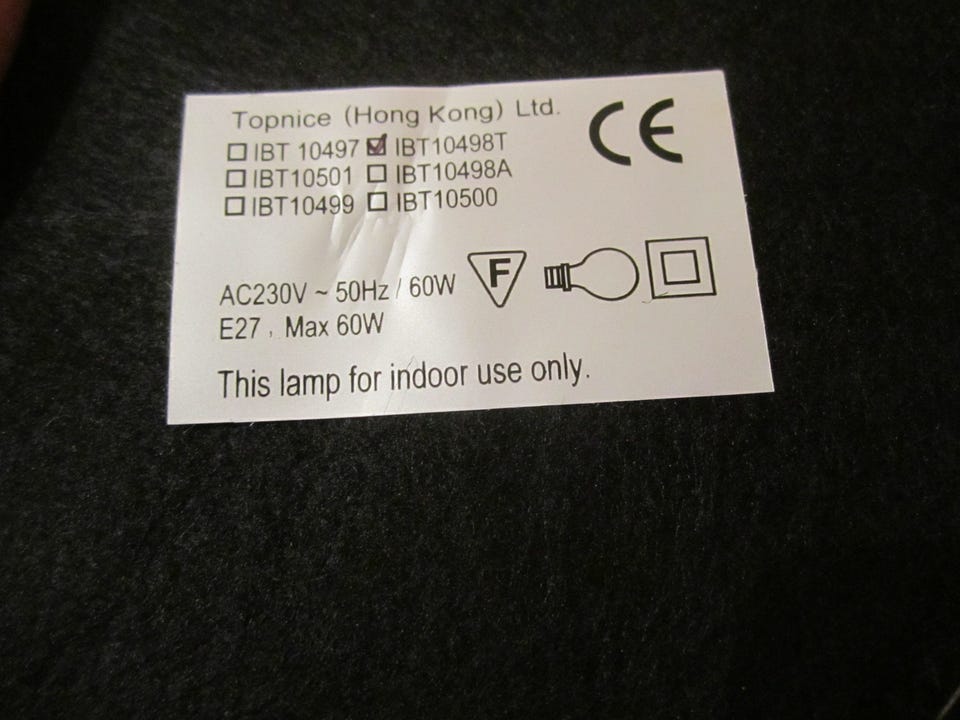 Topnice (Hong Kong) Ltd.
CE
☐ IBT 10497 ☑ IBT10498T
☐ IBT10501 ☐ IBT10498A
☐ IBT10499 ☐ IBT10500
AC230V ~ 50Hz / 60W
F
E27 , Max 60W
This lamp for indoor use only.